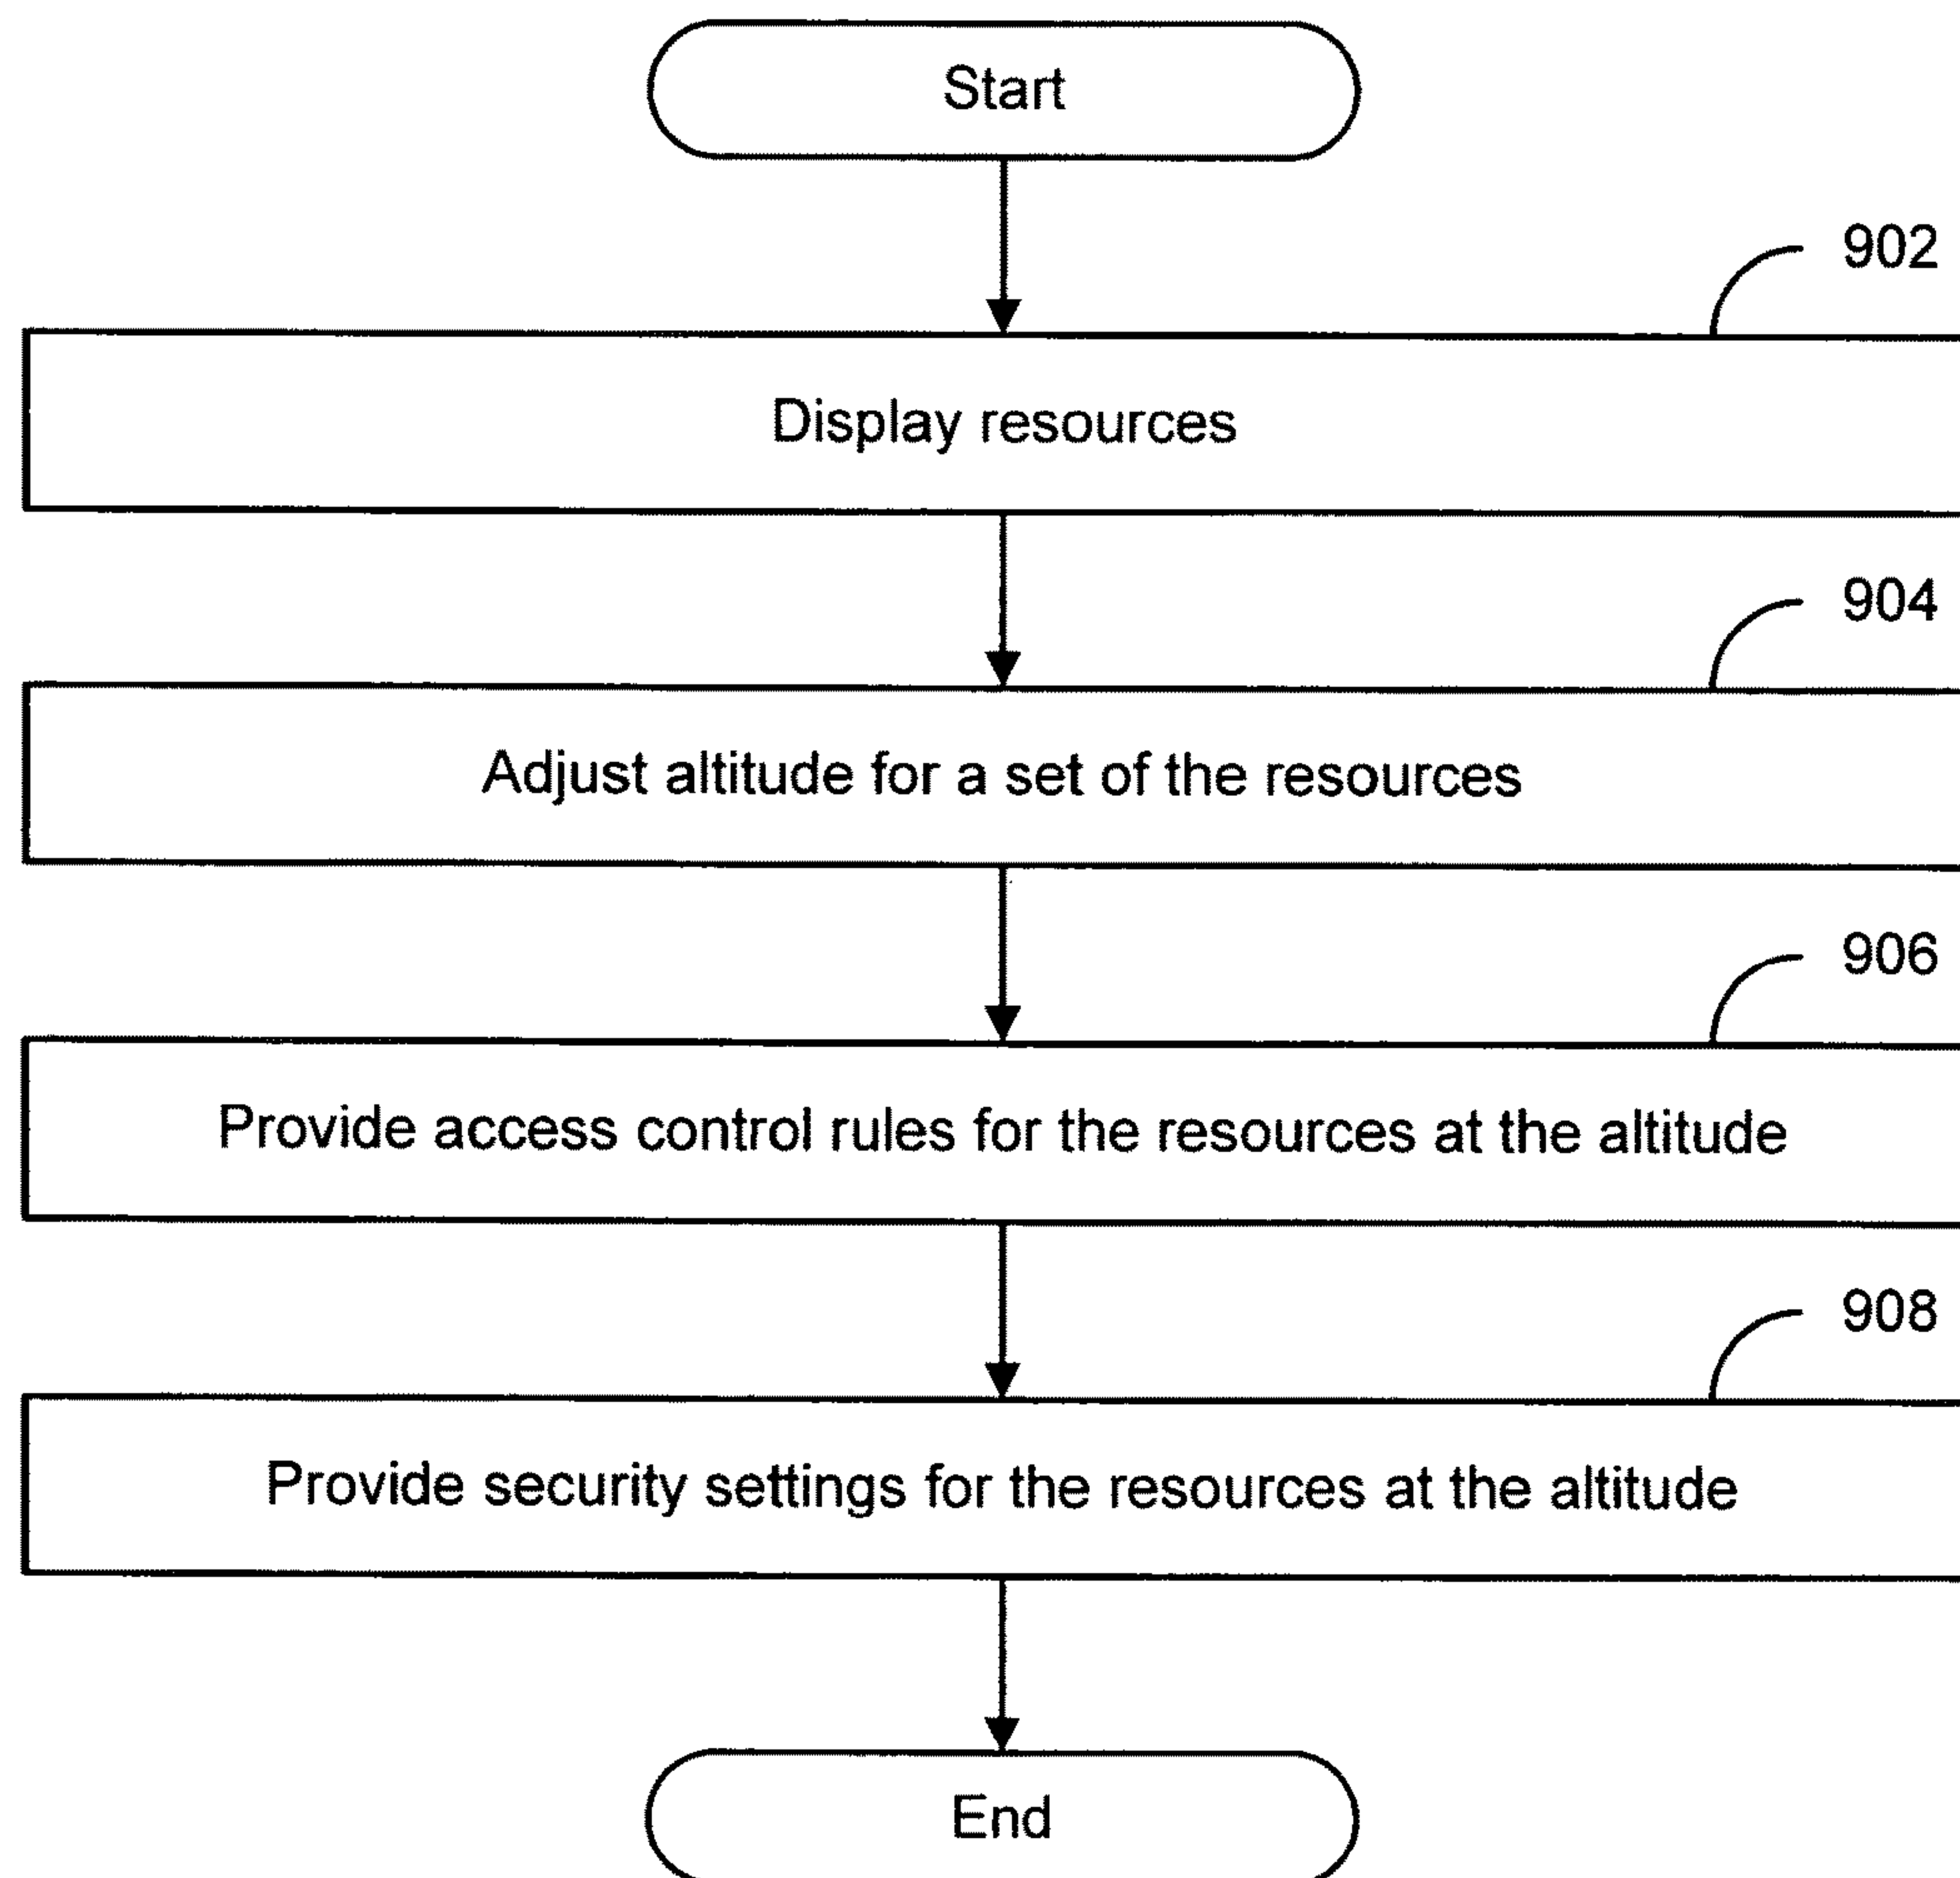 Start
902
Display resources
904
Adjust altitude for a set of the resources
906
Provide access control rules for the resources at the altitude
908
Provide security settings for the resources at the altitude
End